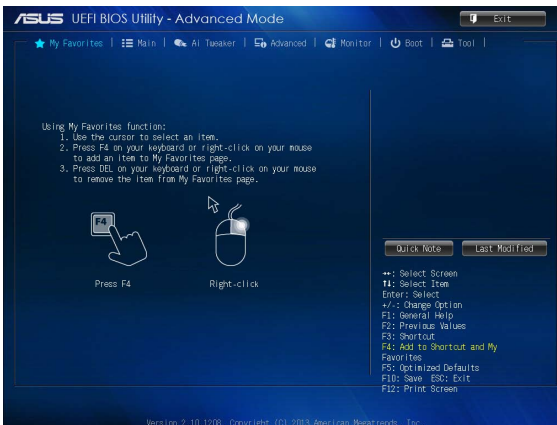 ASUS UEFI BIOS Utility - Advanced Mode
Exit
My Favorites | Main | Ai Tweaker | Advanced | Monitor | Boot | Tool |
Using My Favorites function:
1. Use the cursor to select an item.
2. Press F4 on your keyboard or right-click on your mouse
to add an item to My Favorites page.
3. Press DEL on your keyboard or right-click on your mouse
to remove the item from My Favorites page.
F4
Press F4
Right-click
Quick Note
Last Modified
→←: Select Screen
↑↓: Select Item
Enter: Select
+/-: Change Option
F1: General Help
F2: Previous Values
F3: Shortcut
F4: Add to Shortcut and My
Favorites
F5: Optimized Defaults
F10: Save ESC: Exit
F12: Print Screen
Version 2.10.1208. Copyright (C) 2013 American Megatrends, Inc.